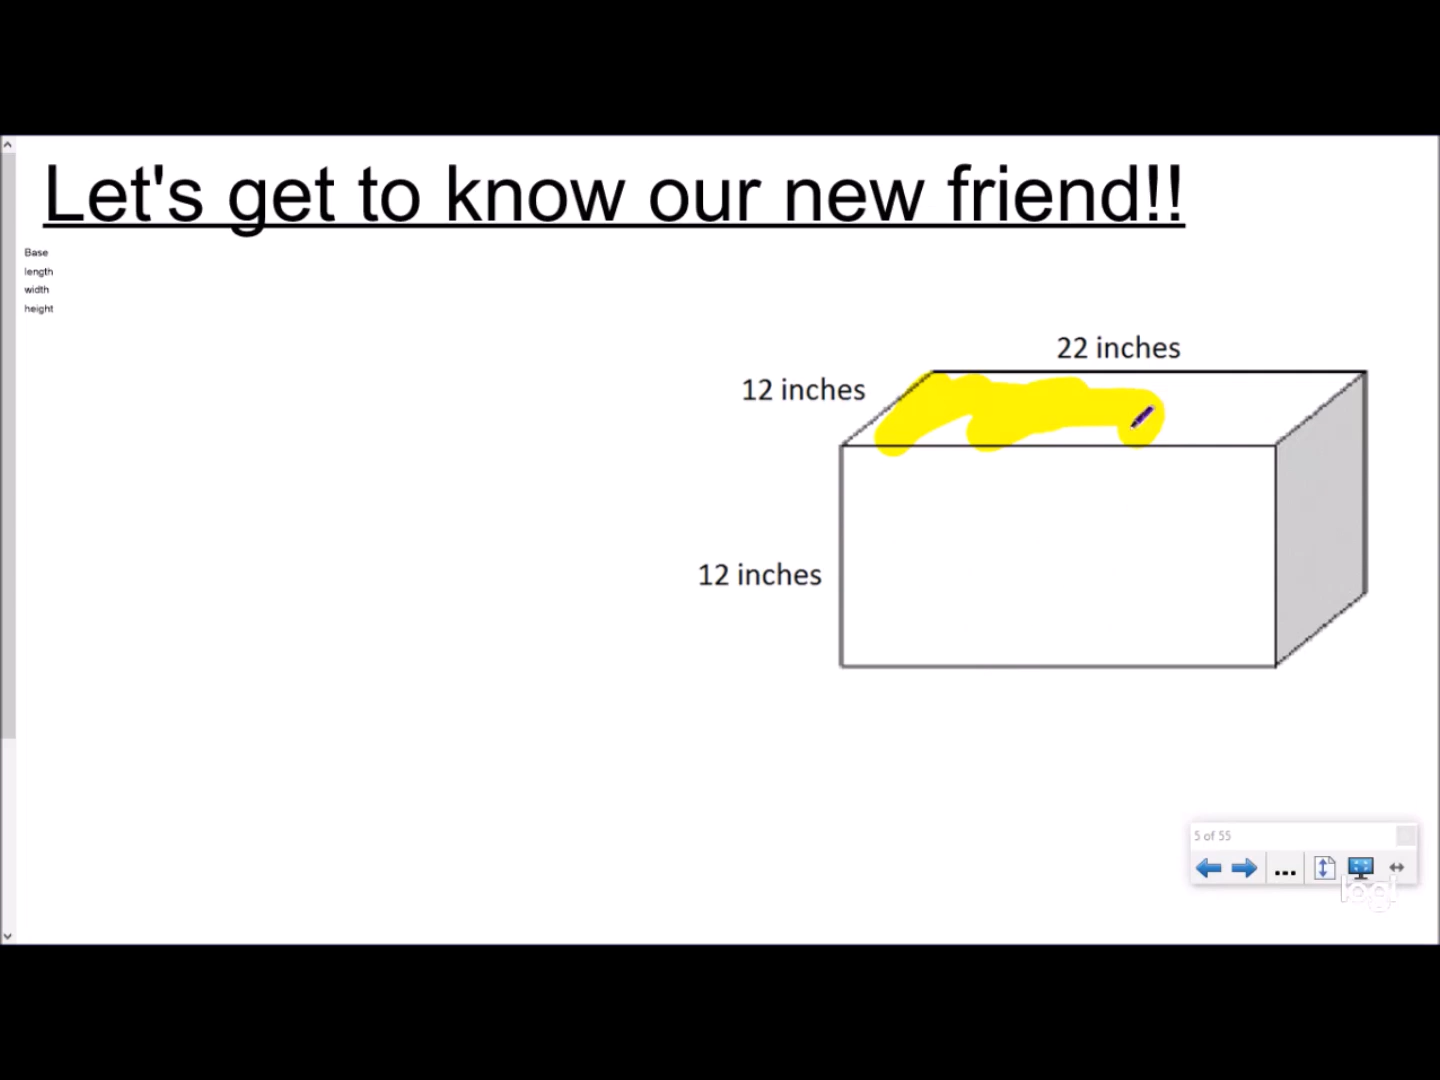 Let's get to know our new friend!!
Base
length
width
height
22 inches
12 inches
12 inches
5 of 55
...
logi